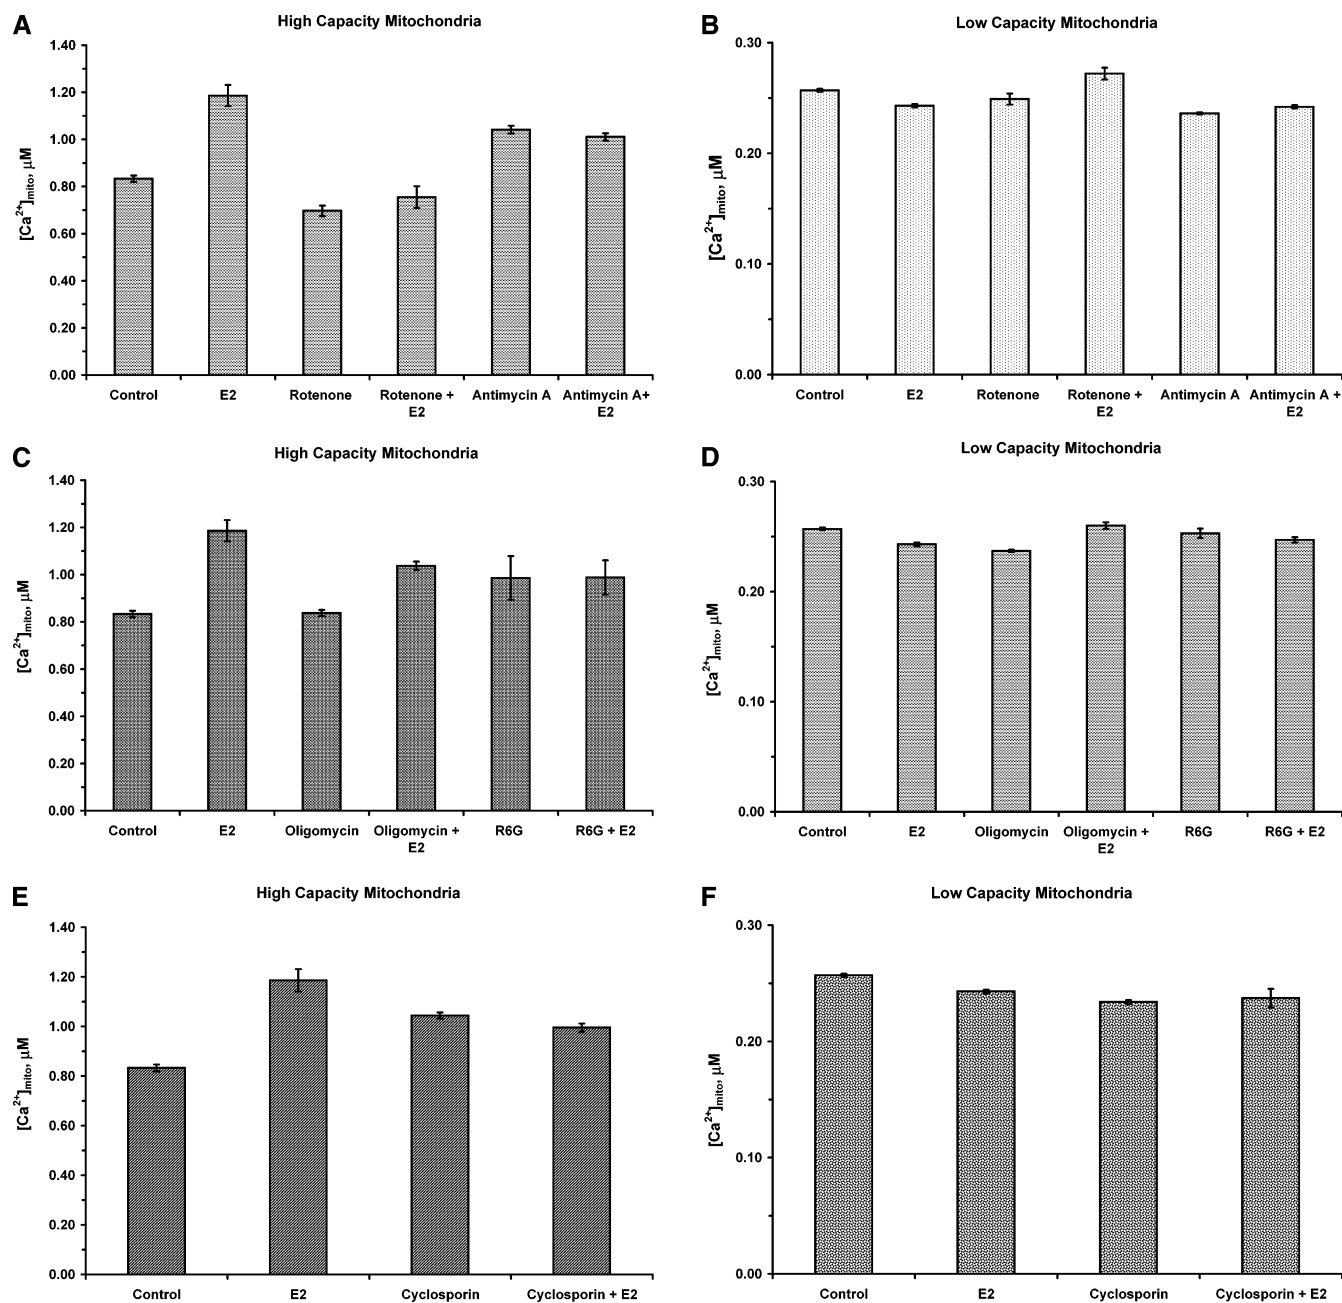 A
High Capacity Mitochondria
1.40
1.20
1.00
0.80
0.60
0.40
0.20
0.00
[Ca2+]mito, μM
Control
E2
Rotenone
Rotenone +
E2
Antimycin A
Antimycin A+
E2
B
Low Capacity Mitochondria
0.30
0.20
0.10
0.00
[Ca2+]mito, μM
Control
E2
Rotenone
Rotenone +
E2
Antimycin A
Antimycin A +
E2
C
High Capacity Mitochondria
1.40
1.20
1.00
0.80
0.60
0.40
0.20
0.00
[Ca2+]mito, μM
Control
E2
Oligomycin
Oligomycin +
E2
R6G
R6G + E2
D
Low Capacity Mitochondria
0.30
0.20
0.10
0.00
[Ca2+]mito, μM
Control
E2
Oligomycin
Oligomycin +
E2
R6G
R6G + E2
E
High Capacity Mitochondria
1.40
1.20
1.00
0.80
0.60
0.40
0.20
0.00
[Ca2+]mito, μM
Control
E2
Cyclosporin
Cyclosporin + E2
F
Low Capacity Mitochondria
0.30
0.20
0.10
0.00
[Ca2+]mito, μM
Control
E2
Cyclosporin
Cyclosporin + E2